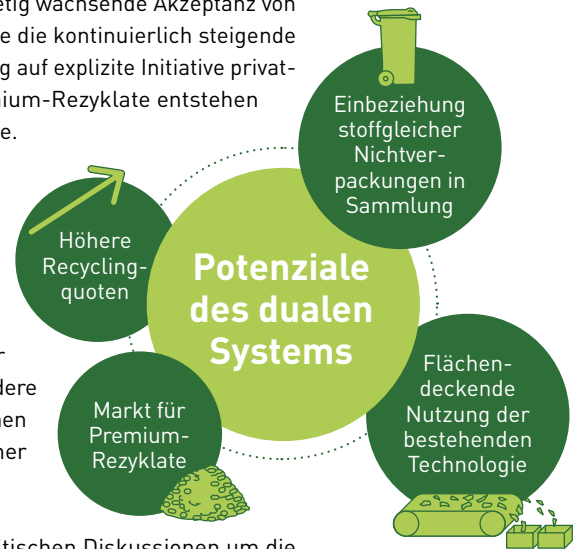 etig wachsende Akzeptanz von
e die kontinuierlich steigende
g auf explizite Initiative privat-
nium-Rezyklate entstehen
e.
Einbeziehung
stoffgleicher
Nichtver-
packungen in
Sammlung
Höhere
Recycling-
quoten
Potenziale
des dualen
Systems
r
dere
nen
ner
Markt für
Premium-
Rezyklate
Flächen-
deckende
Nutzung der
bestehenden
Technologie
itischen Diskussionen um die